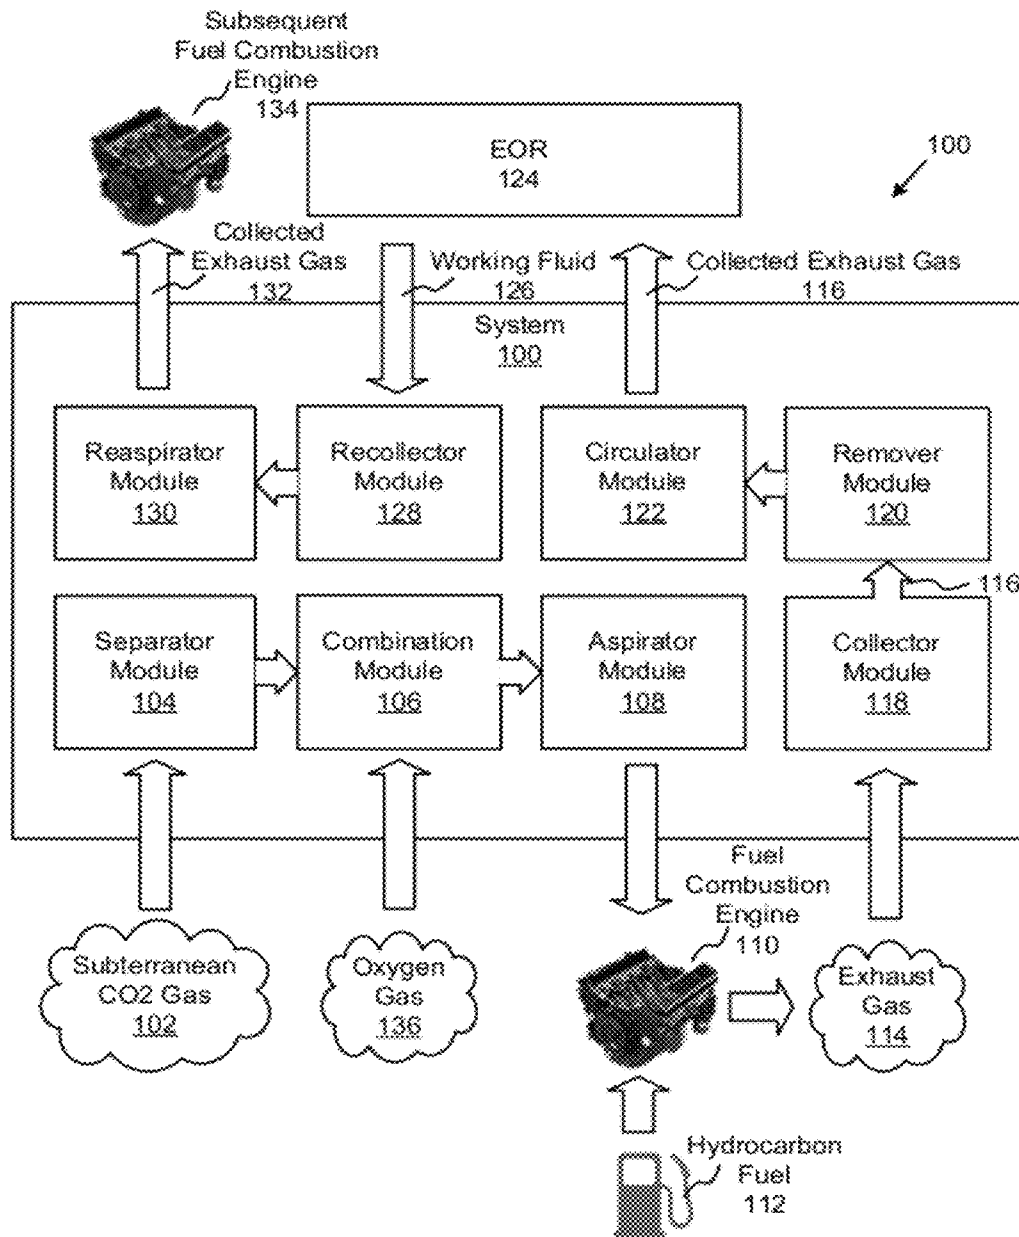 Subsequent
Fuel Combustion
Engine
134
EOR
124
100
Collected
Exhaust Gas
132
Working Fluid
126
Collected Exhaust Gas
116
System
100
Reaspirator
Module
130
Recollector
Module
128
Circulator
Module
122
Remover
Module
120
116
Separator
Module
104
Combination
Module
106
Aspirator
Module
108
Collector
Module
118
Fuel
Combustion
Engine
110
Subterranean
CO2 Gas
102
Oxygen
Gas
136
Exhaust
Gas
114
Hydrocarbon
Fuel
112